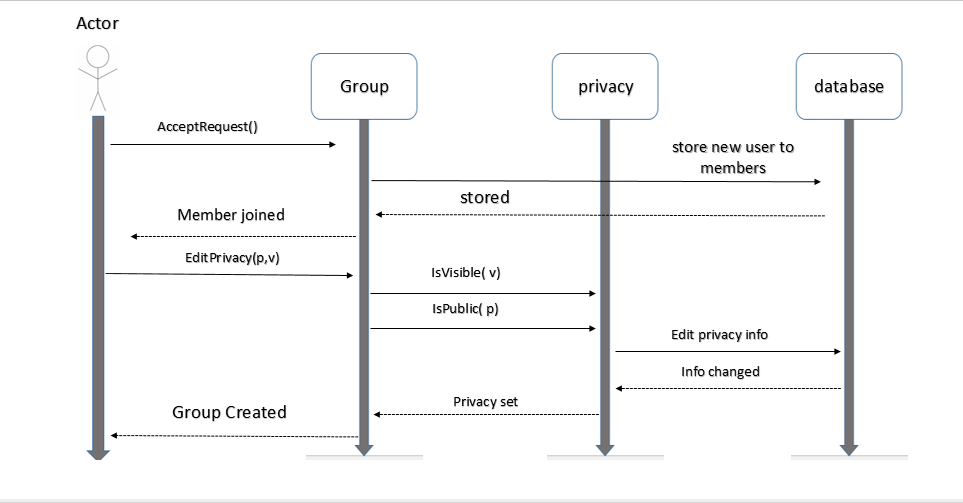 Actor
Group
privacy
database
AcceptRequest()
store new user to
members
stored
Member joined
EditPrivacy(p,v)
IsVisible( v)
IsPublic( p)
Edit privacy info
Info changed
Privacy set
Group Created